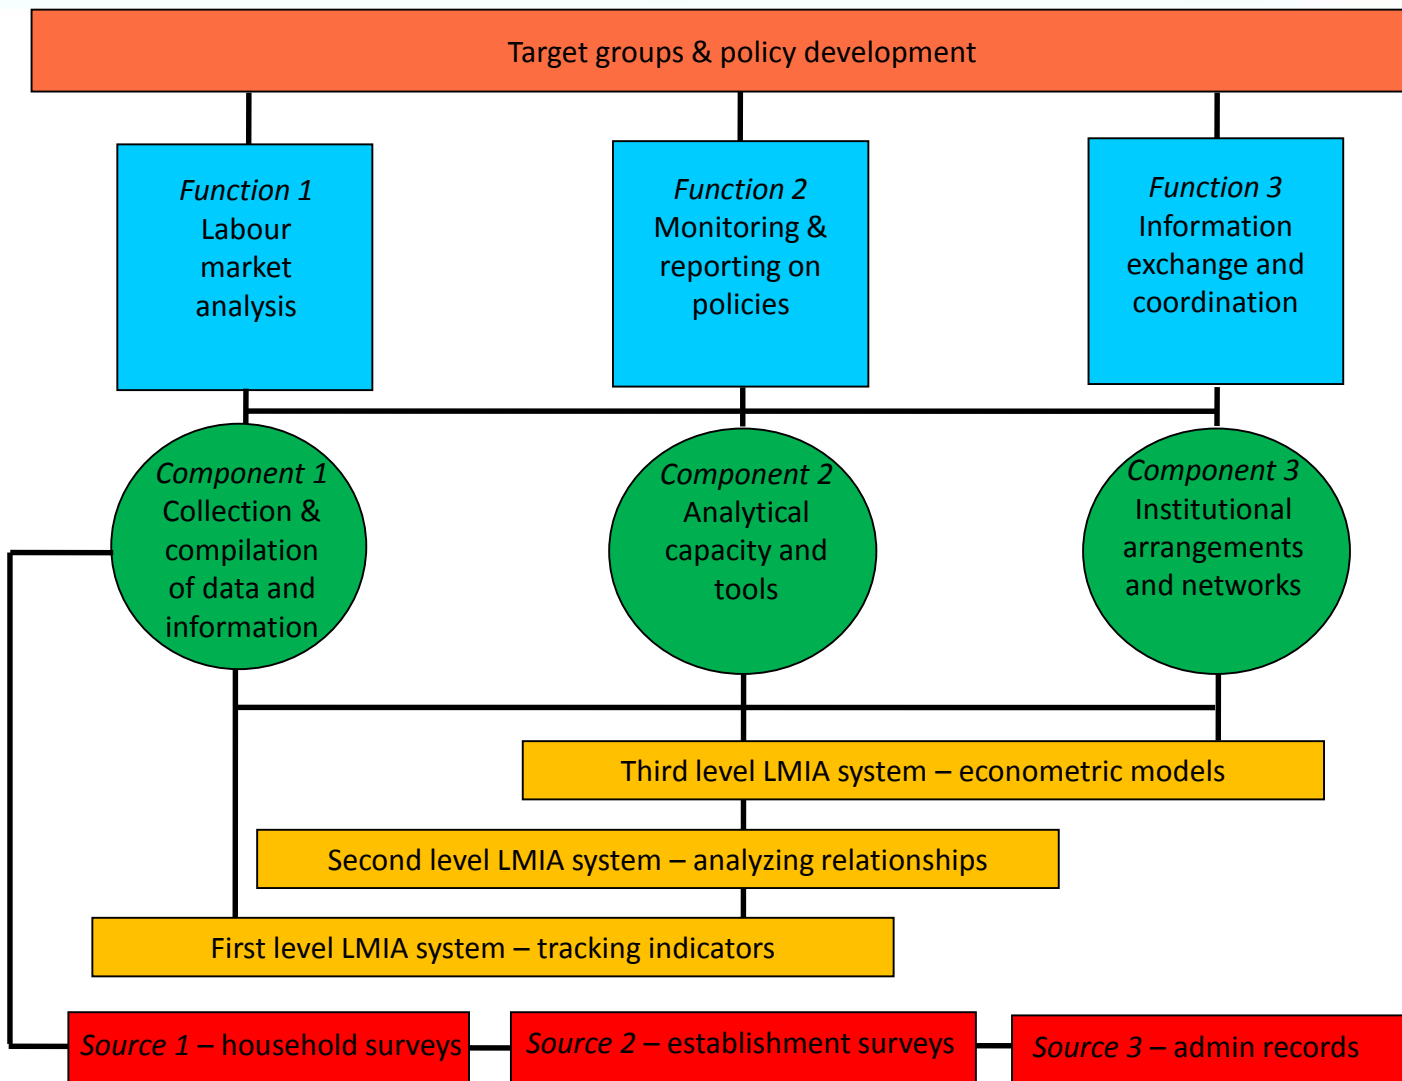 Target groups & policy development
Function 1
Labour
market
analysis
Function 2
Monitoring &
reporting on
policies
Function 3
Information
exchange and
coordination
Component 1
Collection &
compilation
of data and
information
Component 2
Analytical
capacity and
tools
Component 3
Institutional
arrangements
and networks
Third level LMIA system – econometric models
Second level LMIA system – analyzing relationships
First level LMIA system – tracking indicators
Source 1 – household surveys
Source 2 – establishment surveys
Source 3 – admin records